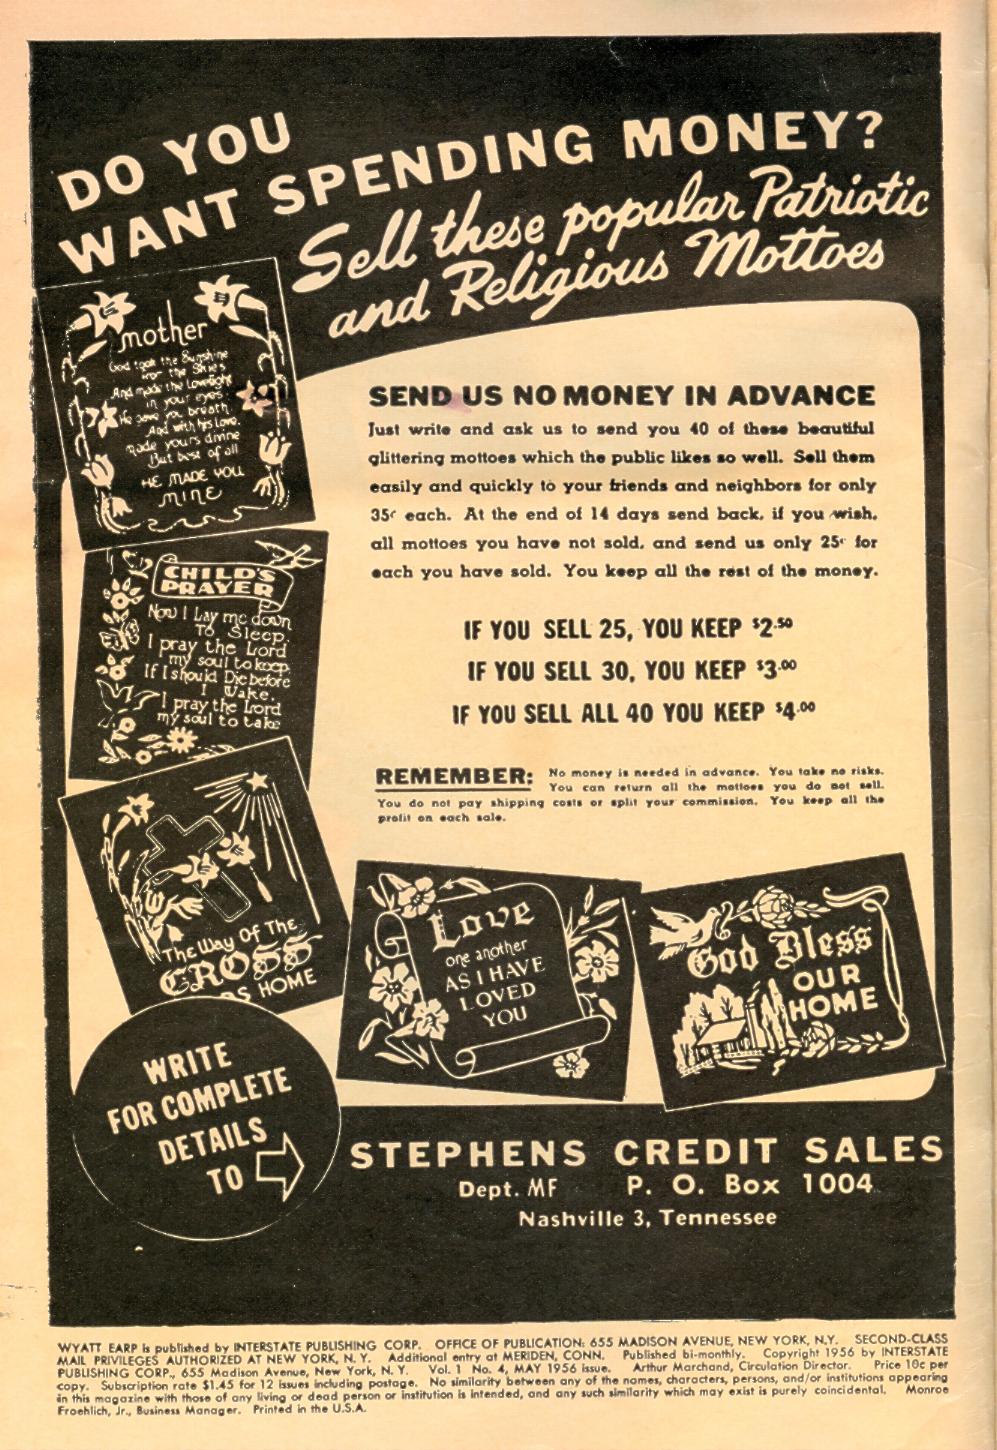 DO YOU
WANT SPENDING MONEY?
Sell these popular Patriotic
and Religious Mottoes
mother
God took the Sunshine
from the Skies
And made the Lovelight
in your eyes
He gave you breath
And with his Love,
made yours divine
But best of all
HE MADE YOU
MINE
SEND US NO MONEY IN ADVANCE
Just write and ask us to send you 40 of these beautiful
glittering mottoes which the public likes so well. Sell them
easily and quickly to your friends and neighbors for only
35¢ each. At the end of 14 days send back, if you wish,
all mottoes you have not sold, and send us only 25¢ for
each you have sold. You keep all the rest of the money.
CHILD'S
PRAYER
Now I Lay me down
To Sleep.
I pray the Lord
my soul to keep.
If I should Die before
I Wake,
I pray the Lord
my soul to take
IF YOU SELL 25, YOU KEEP $2.50
IF YOU SELL 30, YOU KEEP $3.00
IF YOU SELL ALL 40 YOU KEEP $4.00
REMEMBER: No money is needed in advance. You take no risks.
You can return all the mottoes you do not sell.
You do not pay shipping costs or split your commission. You keep all the
profit on each sale.
The Way Of The
CROSS
DS HOME
Love
one another
AS I HAVE
LOVED
YOU
God Bless
OUR
HOME
WRITE
FOR COMPLETE
DETAILS
TO
STEPHENS CREDIT SALES
Dept. MF P. O. Box 1004
Nashville 3, Tennessee
WYATT EARP is published by INTERSTATE PUBLISHING CORP. OFFICE OF PUBLICATION: 655 MADISON AVENUE, NEW YORK, N.Y. SECOND-CLASS
MAIL PRIVILEGES AUTHORIZED AT NEW YORK, N. Y. Additional entry at MERIDEN, CONN. Published bi-monthly. Copyright 1956 by INTERSTATE
PUBLISHING CORP., 655 Madison Avenue, New York, N. Y. Vol. 1 No. 4, MAY 1956 issue. Arthur Marchand, Circulation Director. Price 10c per
copy. Subscription rate $1.45 for 12 issues including postage. No similarity between any of the names, characters, persons, and/or institutions appearing
in this magazine with those of any living or dead person or institution is intended, and any such similarity which may exist is purely coincidental. Monroe
Froehlich, Jr., Business Manager. Printed in the U.S.A.